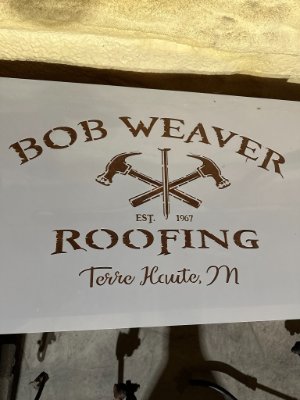 BOB WEAVER
EST. 1967
ROOFING
Terre Haute, IN